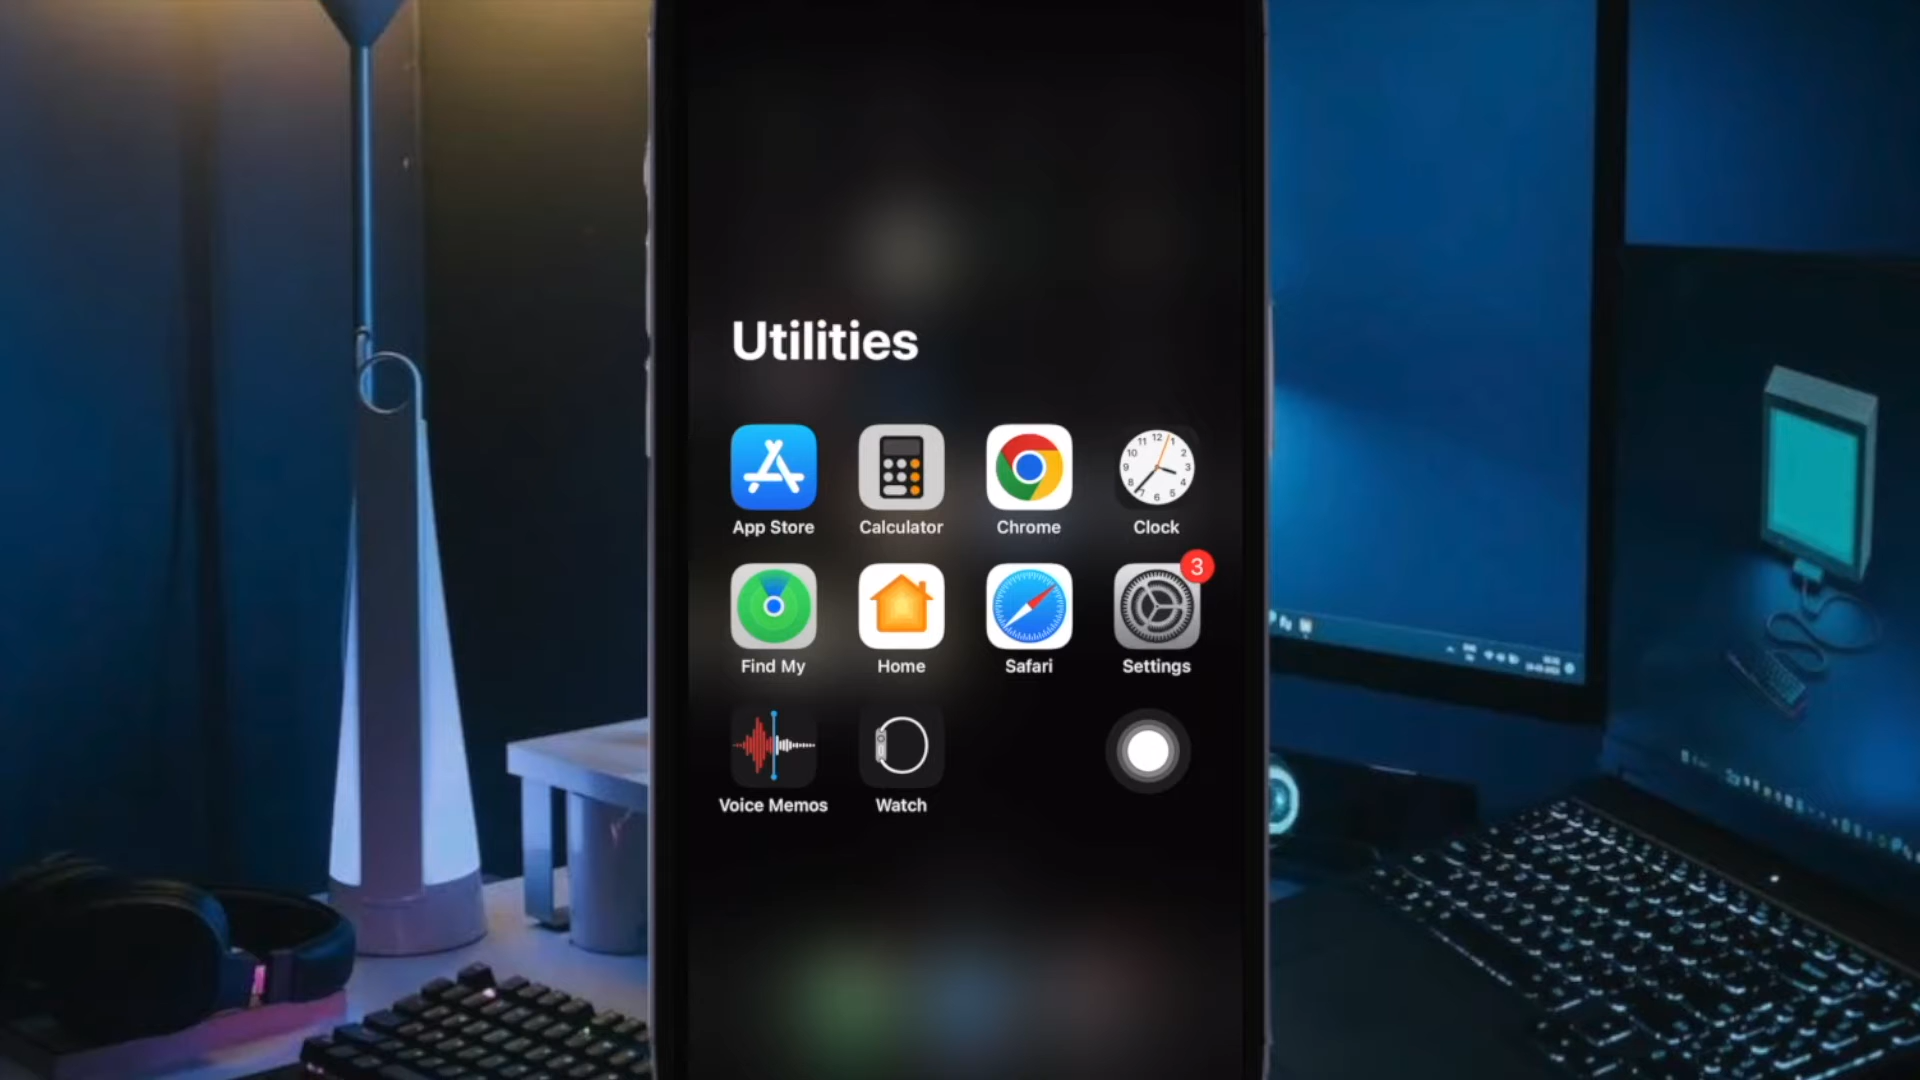 Utilities
App Store
Calculator
Chrome
Clock
3
Find My
Home
Safari
Settings
Voice Memos
Watch